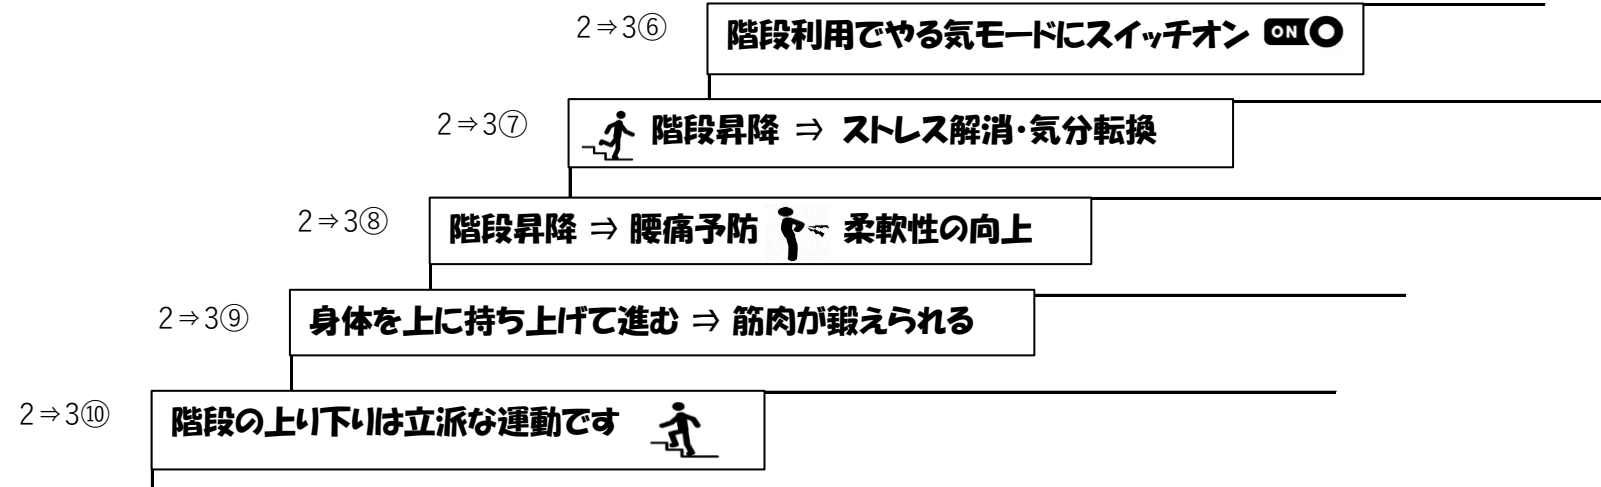 2⇒3⑥ 階段利用でやる気モードにスイッチオン ON
2⇒3⑦ 階段昇降 ⇒ ストレス解消・気分転換
2⇒3⑧ 階段昇降 ⇒ 腰痛予防 柔軟性の向上
2⇒3⑨ 身体を上に持ち上げて進む ⇒ 筋肉が鍛えられる
2⇒3⑩ 階段の上り下りは立派な運動です